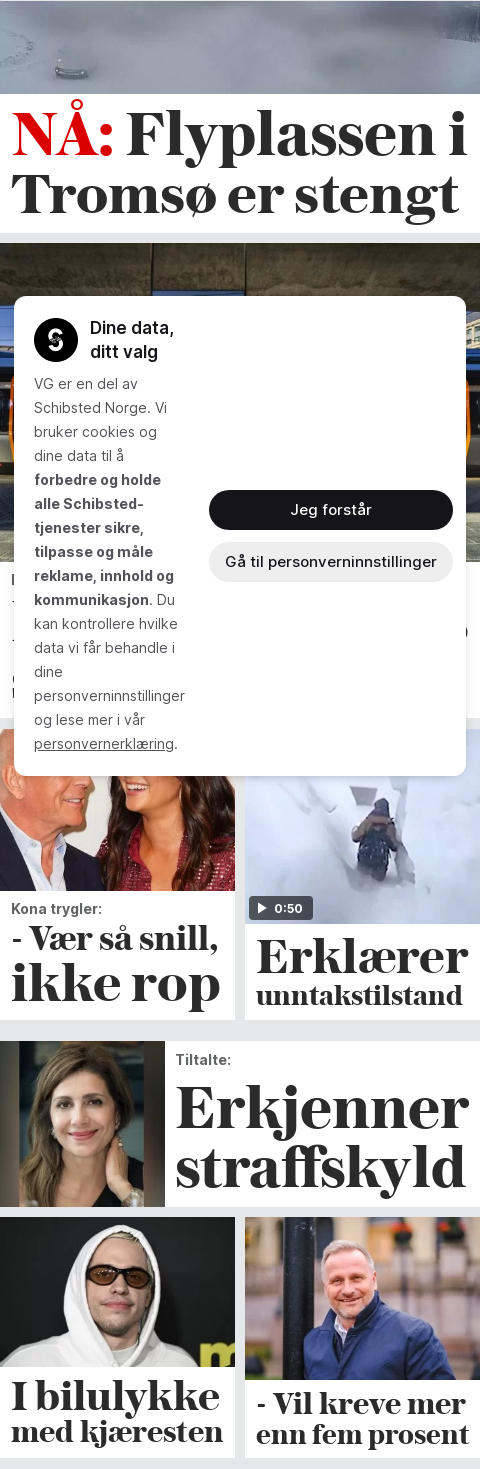 NÅ: Flyplassen i
Tromsø er stengt
Dine data,
ditt valg
VG er en del av
Schibsted Norge. Vi
bruker cookies og
dine data til å
forbedre og holde
alle Schibsted-
tjenester sikre,
tilpasse og måle
reklame, innhold og
kommunikasjon. Du
kan kontrollere hvilke
data vi får behandle i
dine
personverninnstillinger
og lese mer i vår
personvernerklæring.
Jeg forstår
Gå til personverninnstillinger
Kona trygler:
- Vær så snill,
ikke rop
0:50
Erklærer
unntakstilstand
Tiltalte:
Erkjenner
straffskyld
I bilulykke
med kjæresten
- Vil kreve mer
enn fem prosent